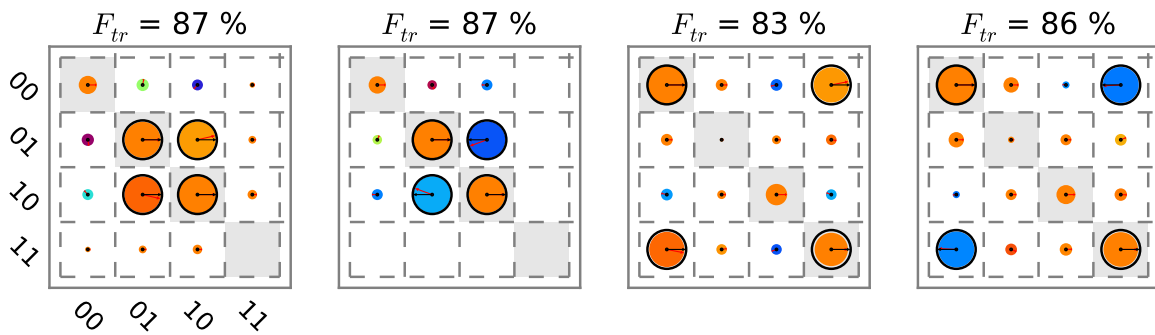 F_tr = 87 %
F_tr = 87 %
F_tr = 83 %
F_tr = 86 %
00
01
10
11
00
01
10
11